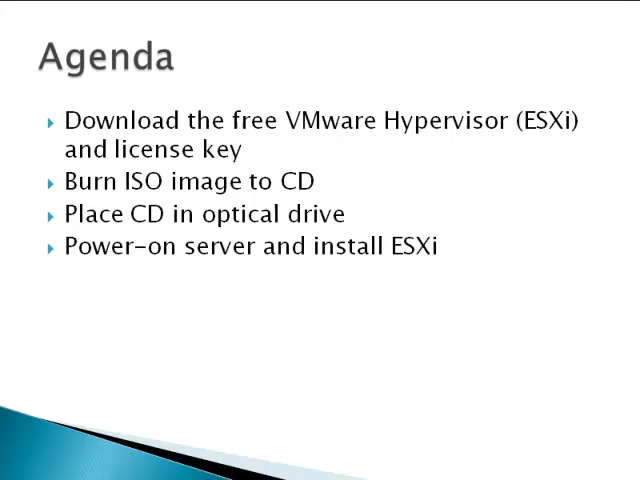 Agenda
Download the free VMware Hypervisor (ESXi)
and license key
Burn ISO image to CD
Place CD in optical drive
Power-on server and install ESXi